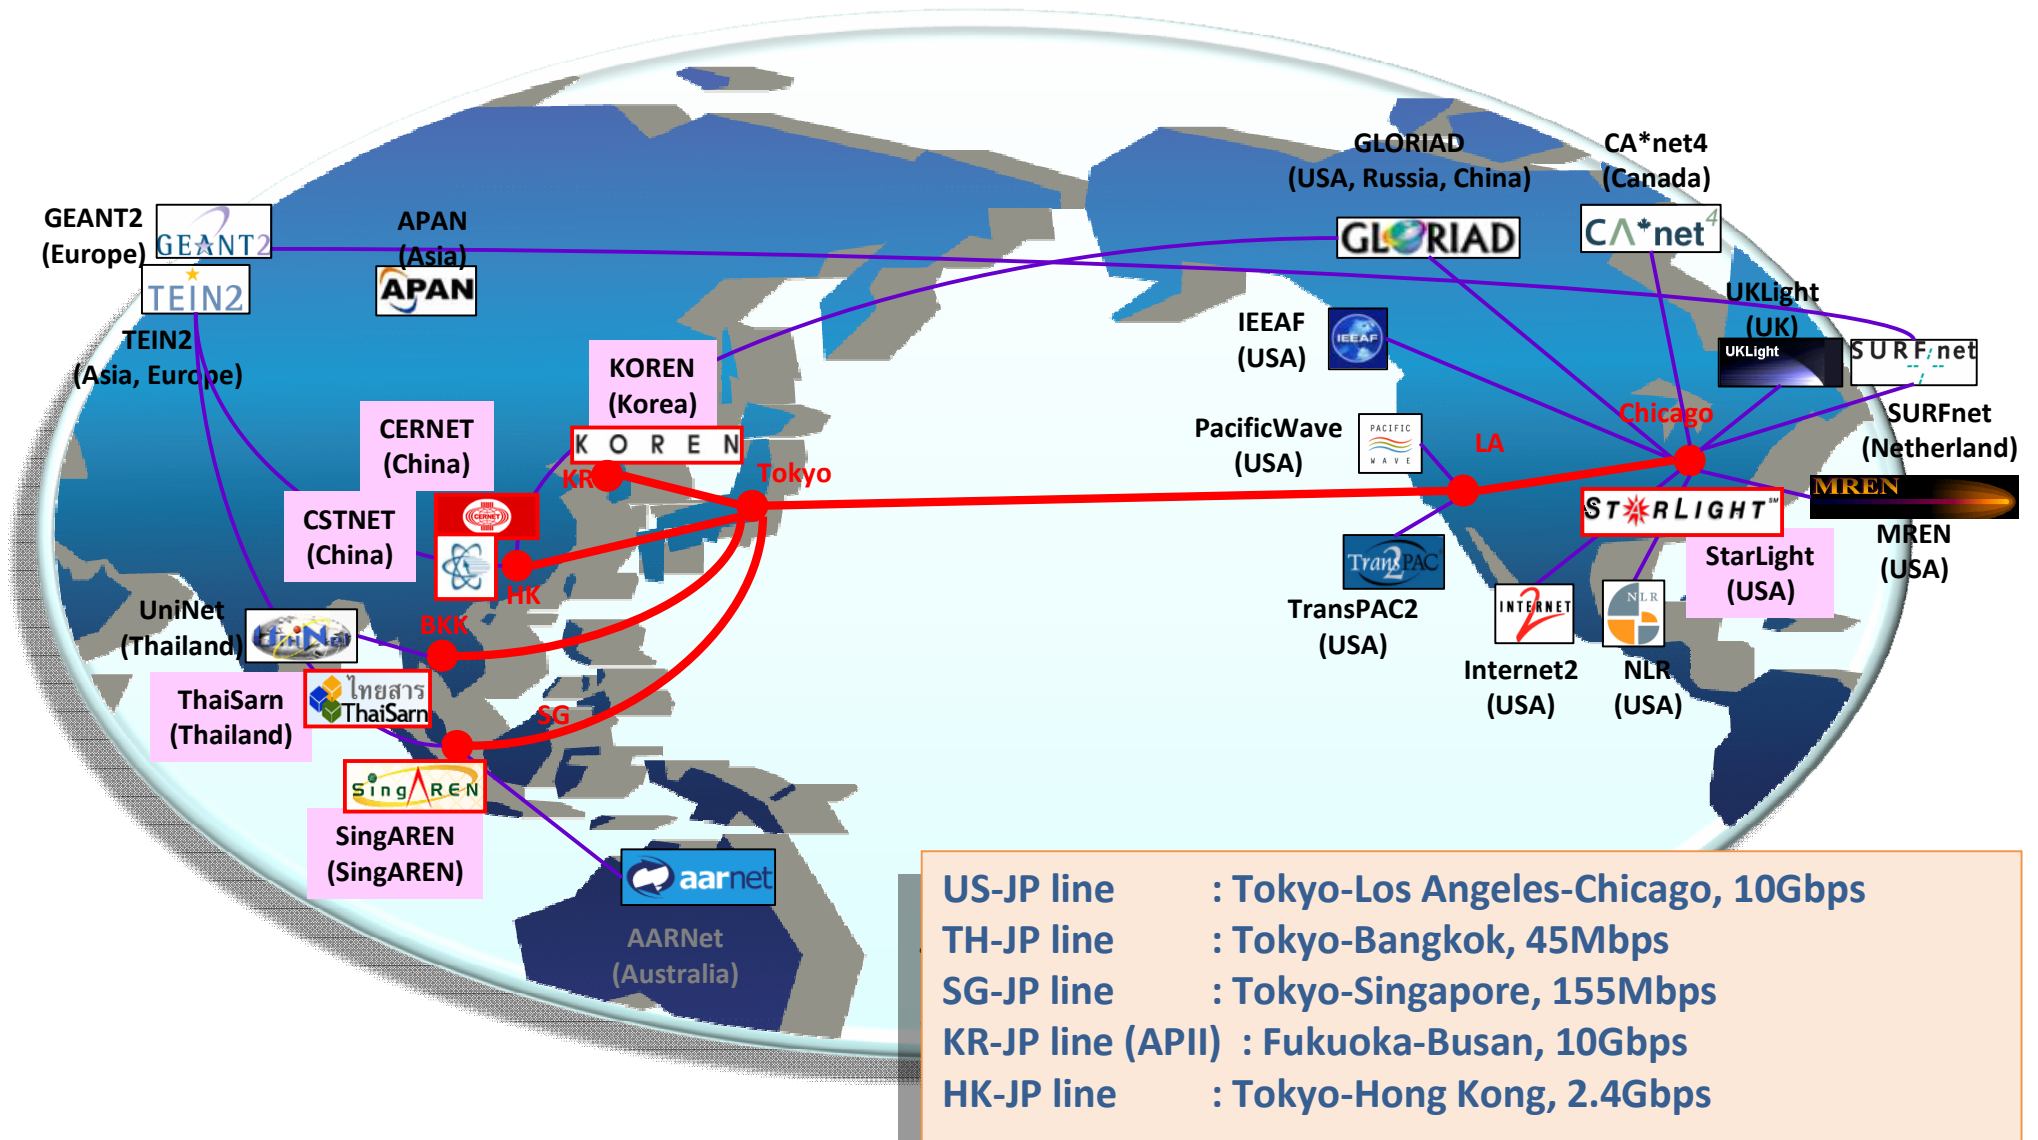 GLORIAD
(USA, Russia, China)
GLORIAD
CA*net4
(Canada)
CA*net4
GEANT2
(Europe)
GEANT2
TEIN2
TEIN2
(Asia, Europe)
APAN
(Asia)
APAN
UKLight
(UK)
UKLight
SURFnet
SURFnet
(Netherland)
IEEAF
(USA)
IEEAF
KOREN
(Korea)
KOREN
KR
Tokyo
CERNET
(China)
CERNET
CSTNET
(China)
HK
PacificWave
(USA)
PACIFIC
WAVE
LA
Chicago
STARLIGHT SM
StarLight
(USA)
MREN
MREN
(USA)
Trans2PAC
TransPAC2
(USA)
INTERNET
2
Internet2
(USA)
NLR
NLR
(USA)
UniNet
(Thailand)
UniNet
BKK
ThaiSarn
(Thailand)
ไทยสาร
ThaiSarn
SG
SingAREN
SingAREN
(SingAREN)
aarnet
AARNet
(Australia)
US-JP line : Tokyo-Los Angeles-Chicago, 10Gbps
TH-JP line : Tokyo-Bangkok, 45Mbps
SG-JP line : Tokyo-Singapore, 155Mbps
KR-JP line (APII) : Fukuoka-Busan, 10Gbps
HK-JP line : Tokyo-Hong Kong, 2.4Gbps